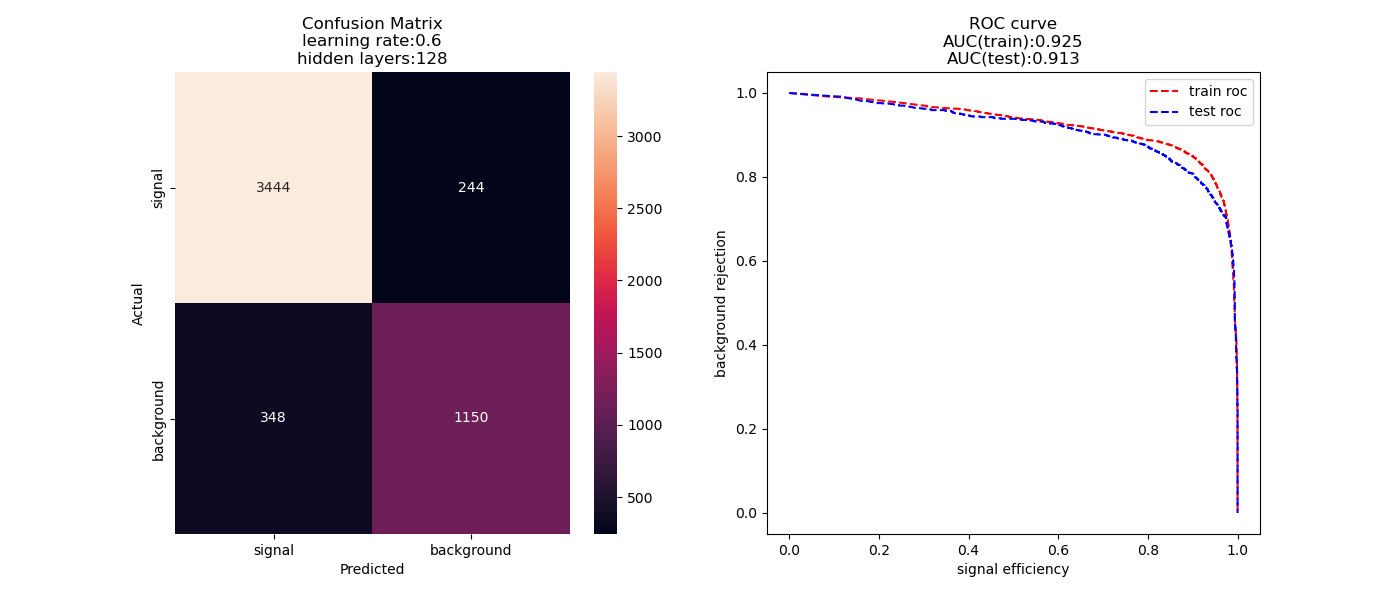 Confusion Matrix
learning rate:0.6
hidden layers:128
signal
3444
244
Actual
background
348
1150
signal
background
Predicted
3000
2500
2000
1500
1000
500
ROC curve
AUC(train):0.925
AUC(test):0.913
train roc
test roc
background rejection
1.0
0.8
0.6
0.4
0.2
0.0
0.0 0.2 0.4 0.6 0.8 1.0
signal efficiency